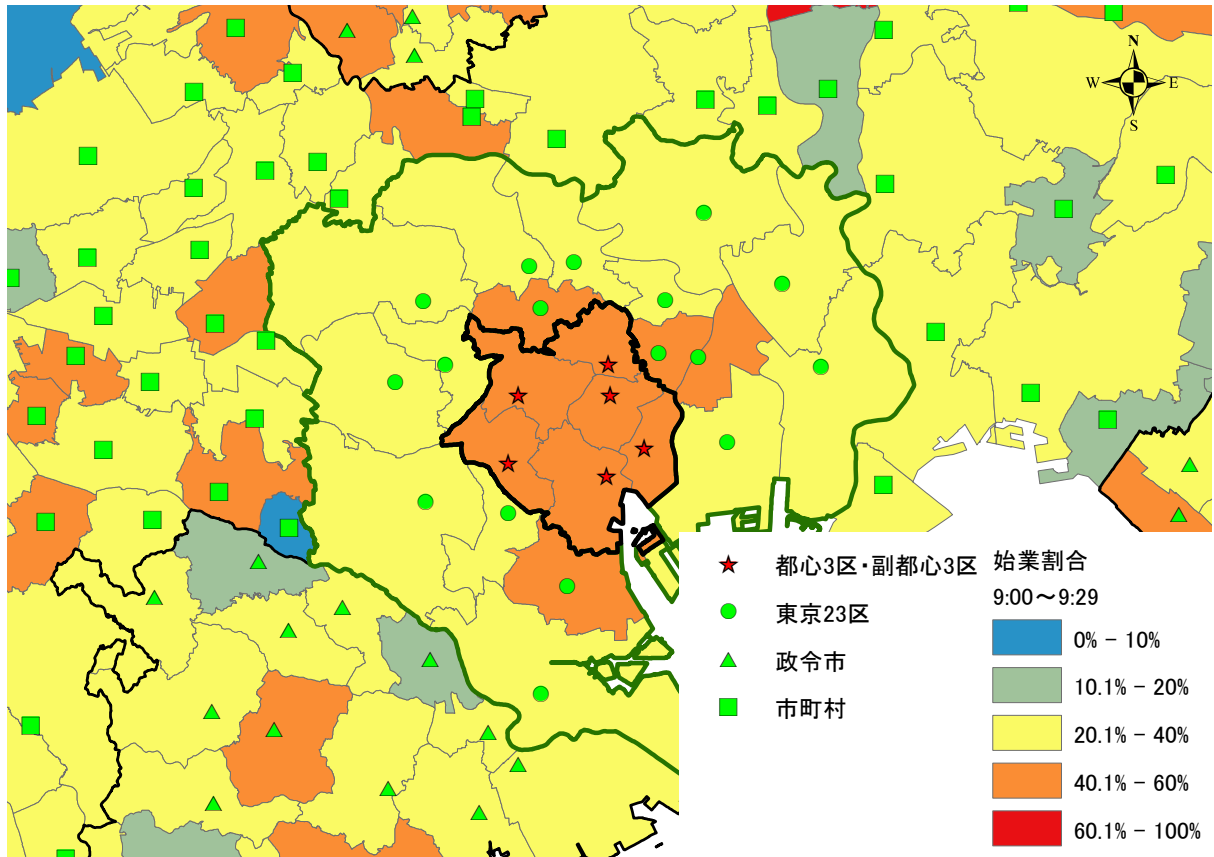 N
W E
S
都心3区・副都心3区
東京23区
政令市
市町村
始業割合
9:00～9:29
0% - 10%
10.1% - 20%
20.1% - 40%
40.1% - 60%
60.1% - 100%